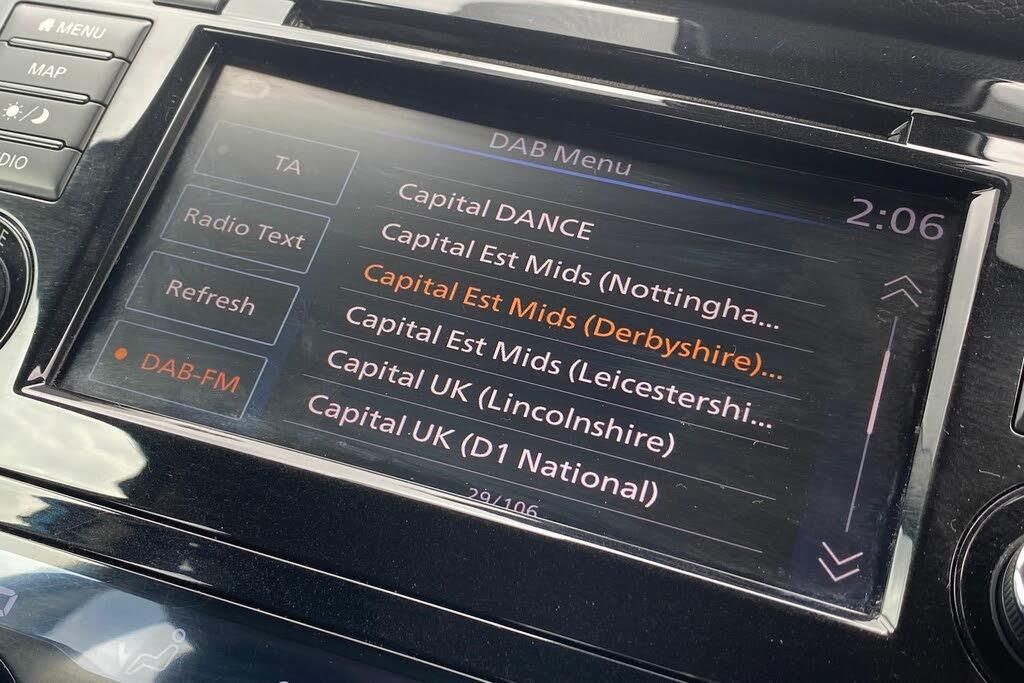 MENU
MAP
DIO
DAB Menu
2:06
TA
Radio Text
Refresh
DAB-FM
Capital DANCE
Capital Est Mids (Nottingha...
Capital Est Mids (Derbyshire)...
Capital Est Mids (Leicestershi...
Capital UK (Lincolnshire)
Capital UK (D1 National)
29/106